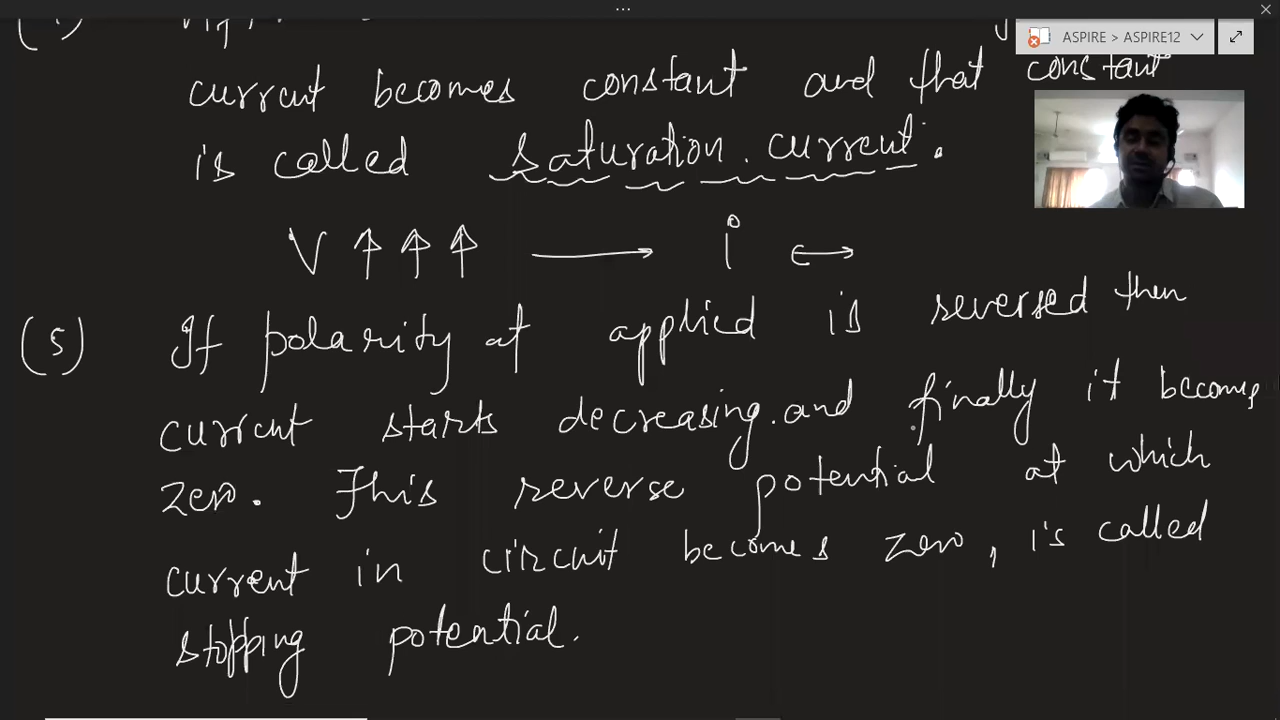 ASPIRE > ASPIRE12
current becomes constant and that constant
is called saturation current.
V ↑ ↑ ↑ ⟶ i ↔
(5) If polarity at applied is reversed then
current starts decreasing and finally it becomes
zero. This reverse potential at which
current in circuit becomes zero, is called
stopping potential.